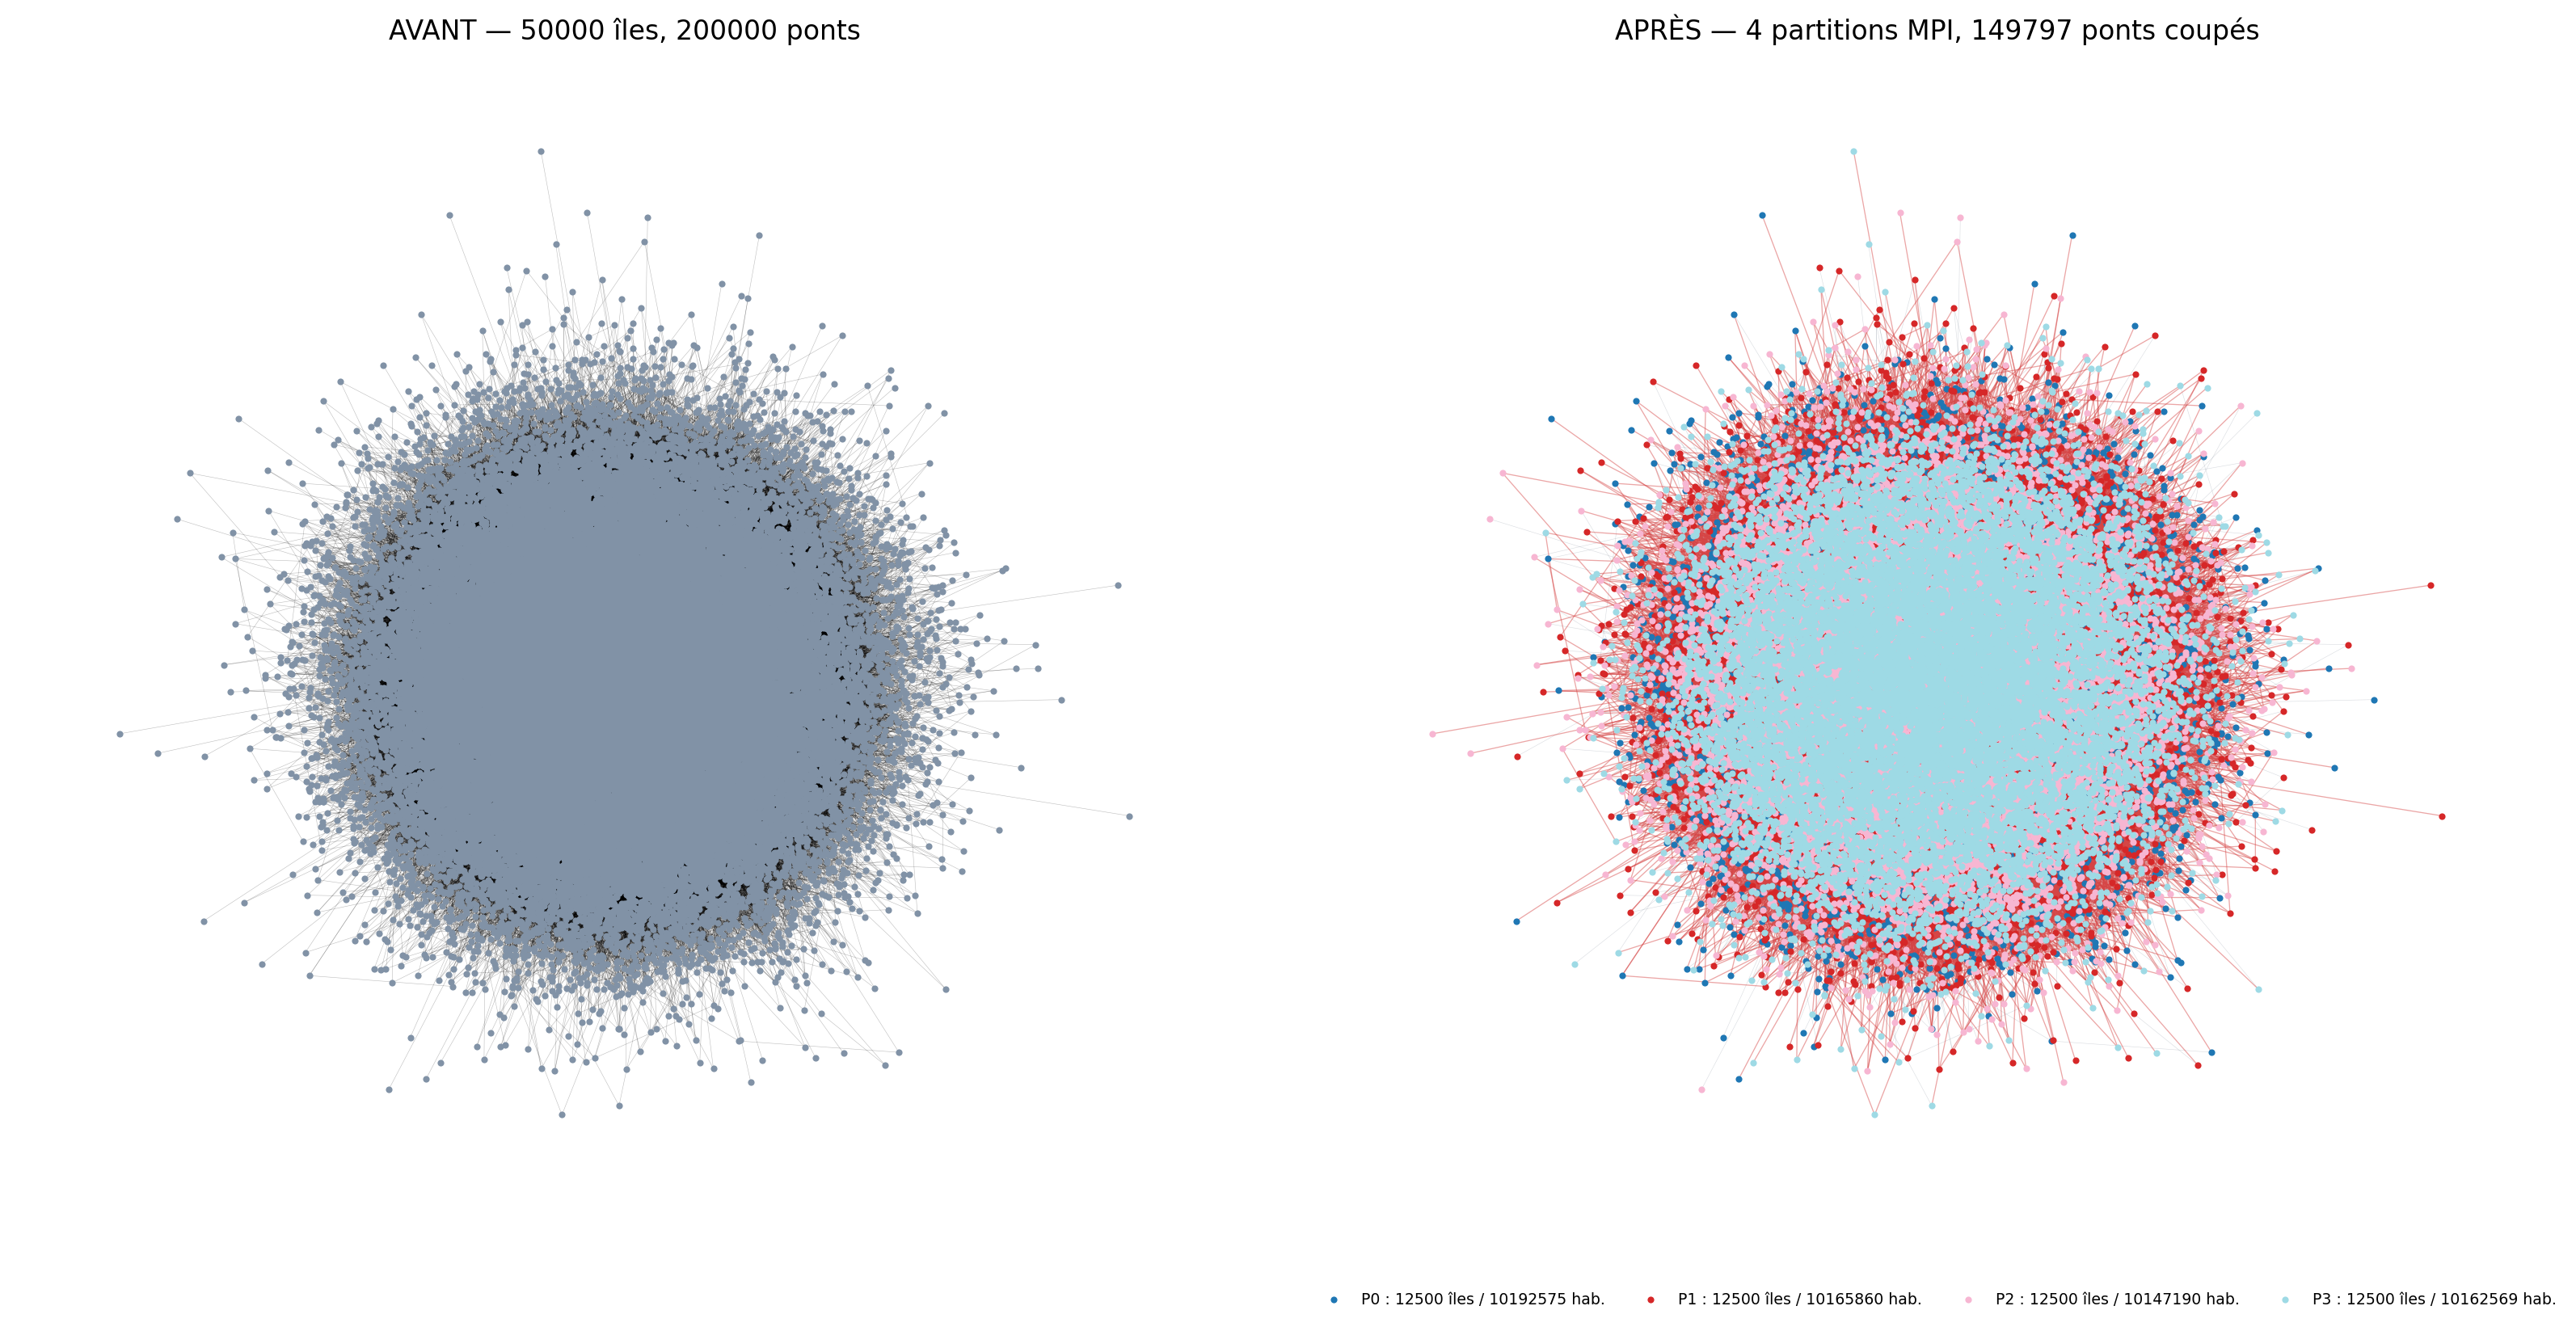 AVANT — 50000 îles, 200000 ponts
APRÈS — 4 partitions MPI, 149797 ponts coupés
P0 : 12500 îles / 10192575 hab.
P1 : 12500 îles / 10165860 hab.
P2 : 12500 îles / 10147190 hab.
P3 : 12500 îles / 10162569 hab.